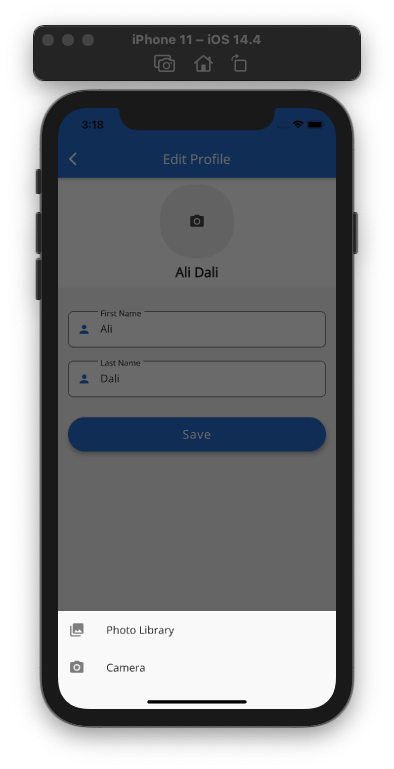 iPhone 11 – iOS 14.4
3:18
Edit Profile
Ali Dali
First Name
Ali
Last Name
Dali
Save
Photo Library
Camera